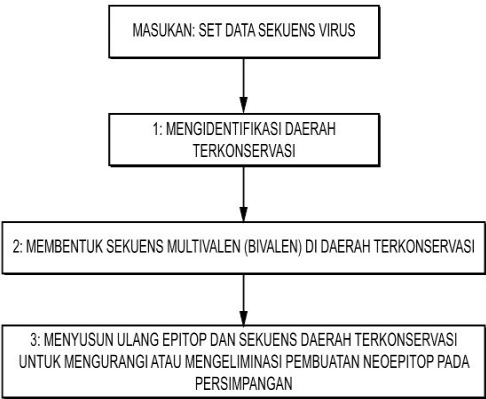 MASUKAN: SET DATA SEKUENS VIRUS
1: MENGIDENTIFIKASI DAERAH
TERKONSERVASI
2: MEMBENTUK SEKUENS MULTIVALEN (BIVALEN) DI DAERAH TERKONSERVASI
3: MENYUSUN ULANG EPITOP DAN SEKUENS DAERAH TERKONSERVASI
UNTUK MENGURANGI ATAU MENGELIMINASI PEMBUATAN NEOEPITOP PADA
PERSIMPANGAN